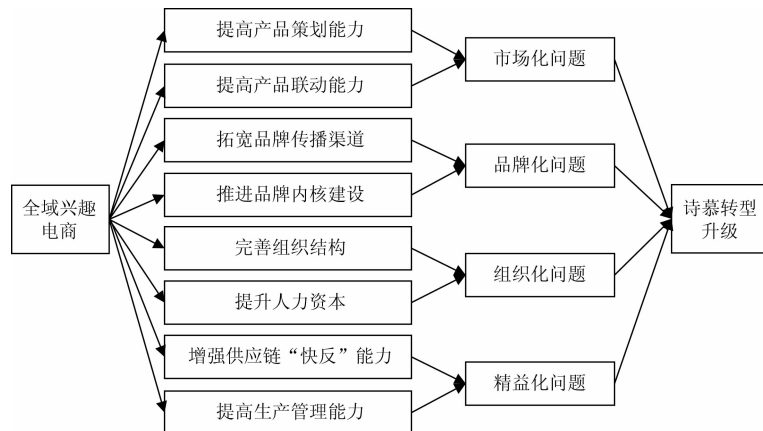 全域兴趣
电商
提高产品策划能力
提高产品联动能力
拓宽品牌传播渠道
推进品牌内核建设
完善组织结构
提升人力资本
增强供应链“快反”能力
提高生产管理能力
市场化问题
品牌化问题
组织化问题
精益化问题
诗慕转型
升级